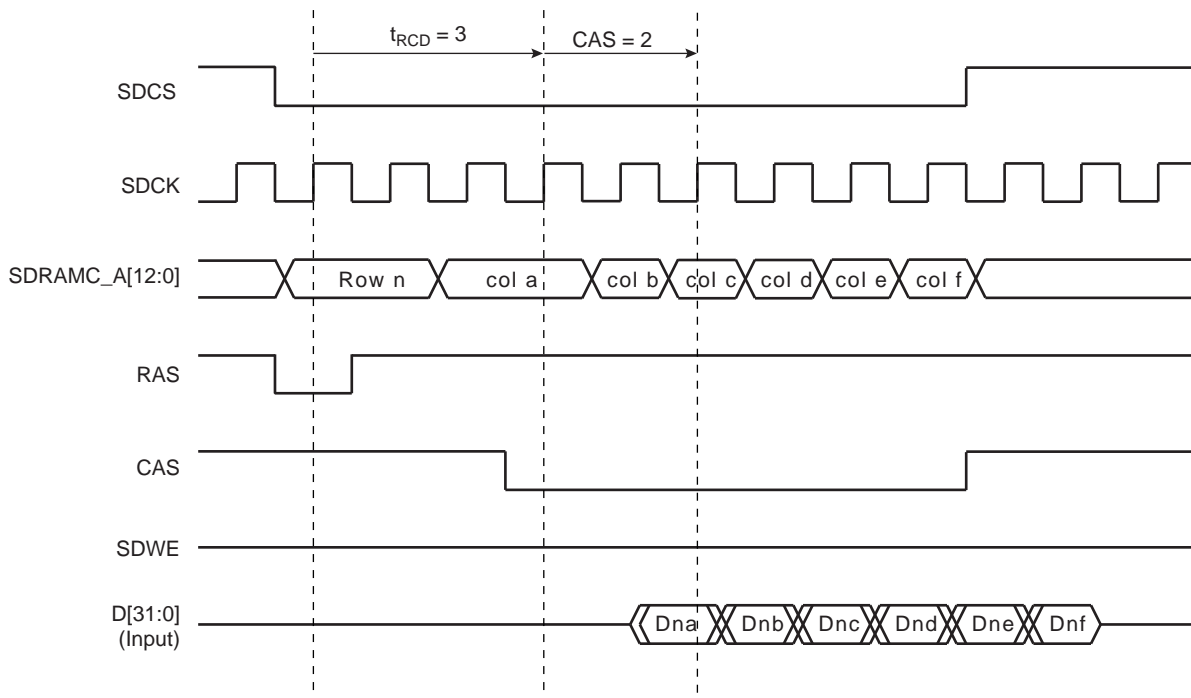 tRCD = 3
CAS = 2
SDCS
SDCK
SDRAMC_A[12:0]
Row n
col a
col b
col c
col d
col e
col f
RAS
CAS
SDWE
D[31:0]
(Input)
Dna
Dnb
Dnc
Dnd
Dne
Dnf